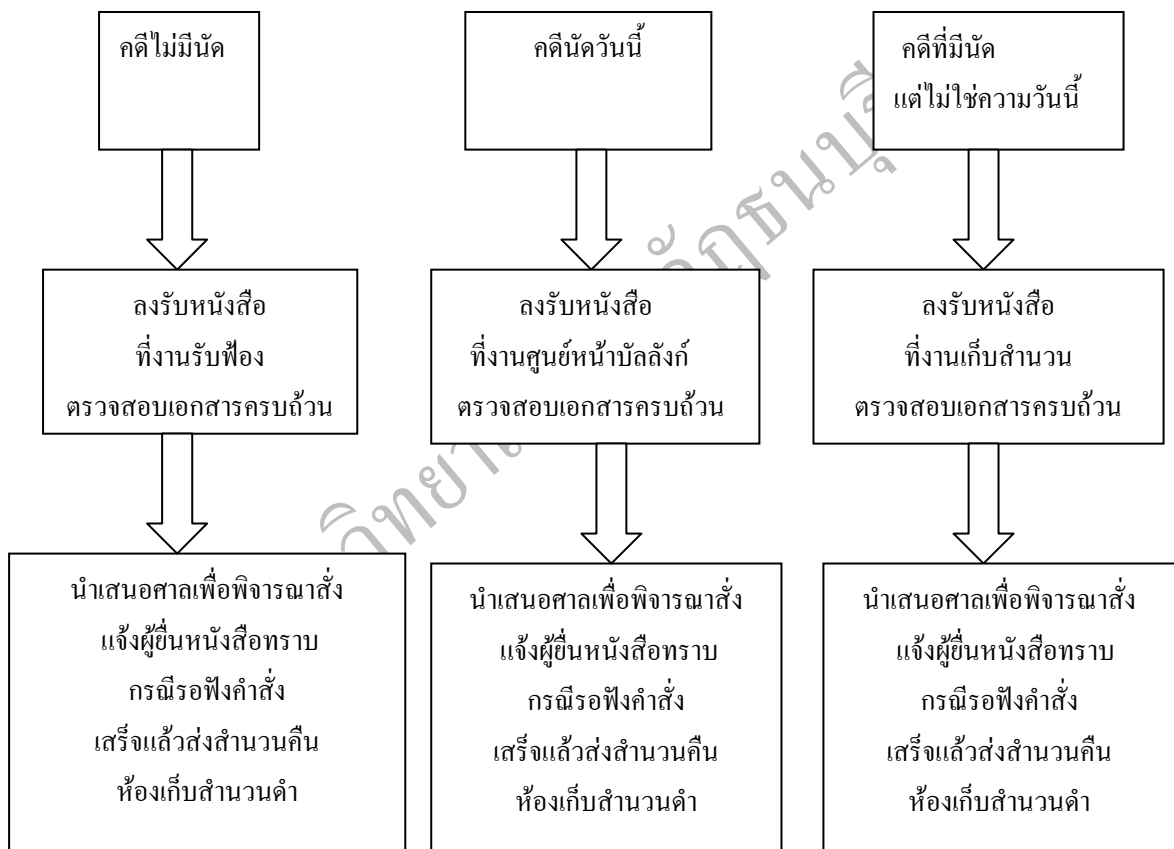 คดีไม่มีนัด
คดีนัดวันนี้
คดีที่มีนัด
แต่ไม่ใช่ความวันนี้
ลงรับหนังสือ
ที่งานรับฟ้อง
ตรวจสอบเอกสารครบถ้วน
ลงรับหนังสือ
ที่งานศูนย์หน้าบัลลังก์
ตรวจสอบเอกสารครบถ้วน
ลงรับหนังสือ
ที่งานเก็บสำนวน
ตรวจสอบเอกสารครบถ้วน
นำเสนอศาลเพื่อพิจารณาสั่ง
แจ้งผู้ยื่นหนังสือทราบ
กรณีรอฟังคำสั่ง
เสร็จแล้วส่งสำนวนคืน
ห้องเก็บสำนวนดำ
นำเสนอศาลเพื่อพิจารณาสั่ง
แจ้งผู้ยื่นหนังสือทราบ
กรณีรอฟังคำสั่ง
เสร็จแล้วส่งสำนวนคืน
ห้องเก็บสำนวนดำ
นำเสนอศาลเพื่อพิจารณาสั่ง
แจ้งผู้ยื่นหนังสือทราบ
กรณีรอฟังคำสั่ง
เสร็จแล้วส่งสำนวนคืน
ห้องเก็บสำนวนดำ